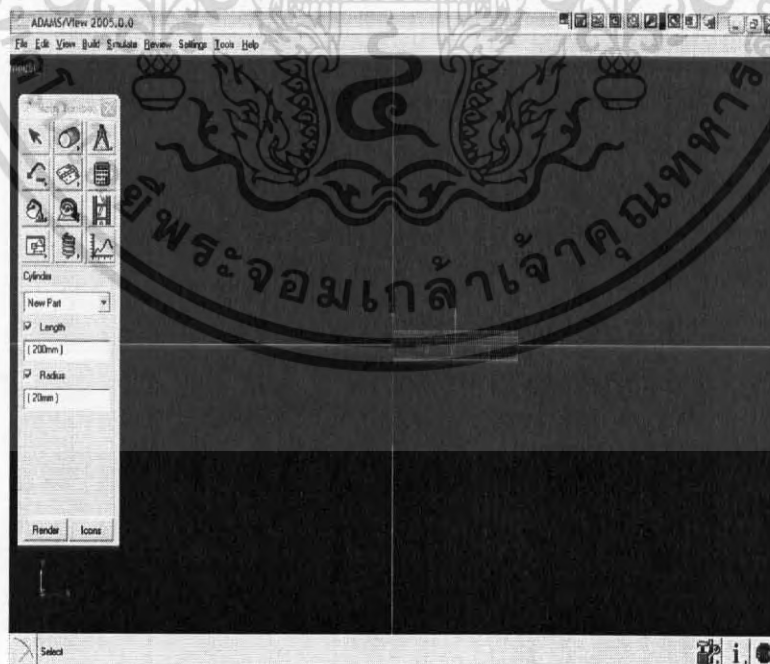 ADAMS/View 2005.0.0
File Edit View Build Simulate Review Settings Tools Help
Cylinder
New Part
Length
(200mm)
Radius
(20mm)
Render Icons
Select
ยีพระจอมเกล้าเจ้าคุณทหาร